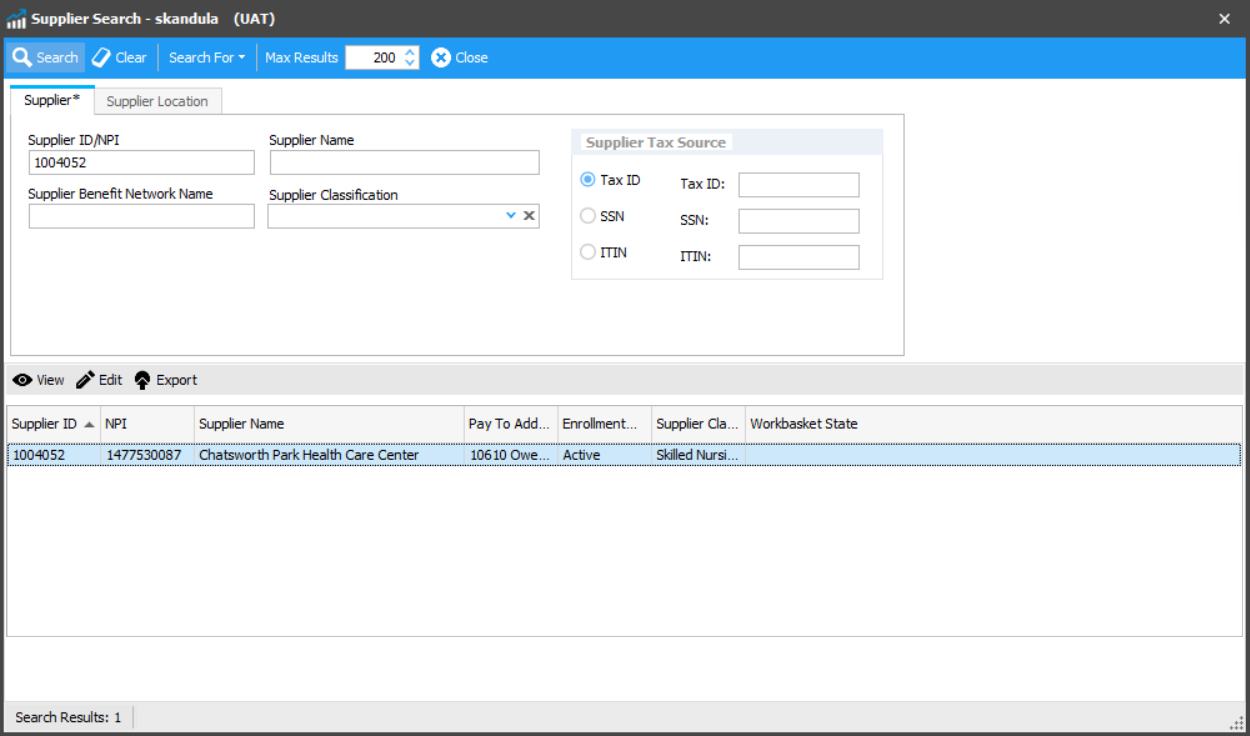 Supplier Search - skandula (UAT)
Search Clear Search For Max Results 200 Close
Supplier* Supplier Location
Supplier ID/NPI Supplier Name
1004052
Supplier Benefit Network Name Supplier Classification
Supplier Tax Source
Tax ID Tax ID:
SSN SSN:
ITIN ITIN:
View Edit Export
Supplier ID NPI Supplier Name Pay To Add... Enrollment... Supplier Cla... Workbasket State
1004052 1477530087 Chatsworth Park Health Care Center 10610 Owe... Active Skilled Nursi...
Search Results: 1